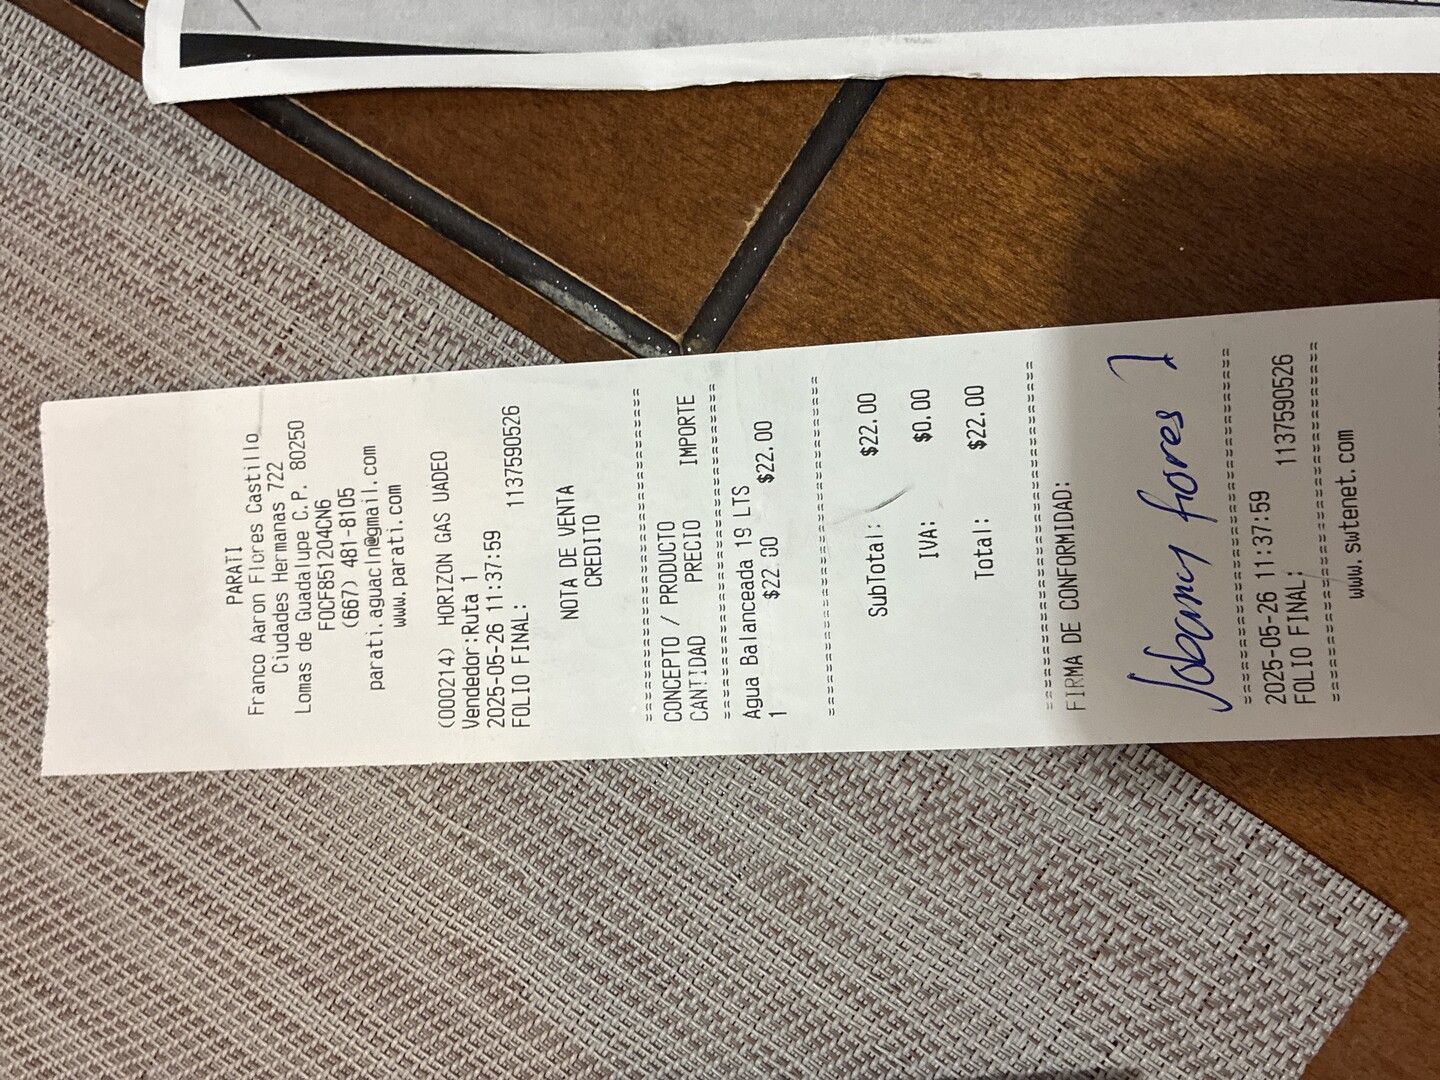 PARATI
Franco Aaron Flores Castillo
Ciudades Hermanas 722
Lomas de Guadalupe C.P. 80250
FOCF851204CN6
(667) 481-8105
parati.aguacln@gmail.com
www.parati.com
(000214) HORIZON GAS UADEO
Vendedor:Ruta 1
2025-05-26 11:37:59
FOLIO FINAL: 1137590526
NOTA DE VENTA
CREDITO
==============================
CONCEPTO / PRODUCTO
CANTIDAD PRECIO IMPORTE
==============================
Agua Balanceada 19 LTS
1 $22.00 $22.00
==============================
SubTotal: $22.00
IVA: $0.00
Total: $22.00
==============================
FIRMA DE CONFORMIDAD:
Jobany flores
==============================
2025-05-26 11:37:59
FOLIO FINAL: 1137590526
==============================
www.swtenet.com